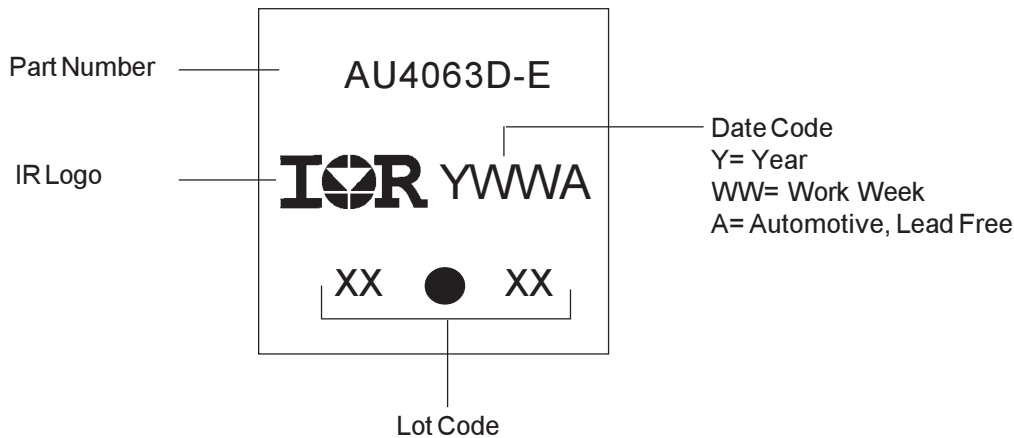 Part Number
AU4063D-E
IR Logo
IOR YWWA
Date Code
Y= Year
WW= Work Week
A= Automotive, Lead Free
XX XX
Lot Code